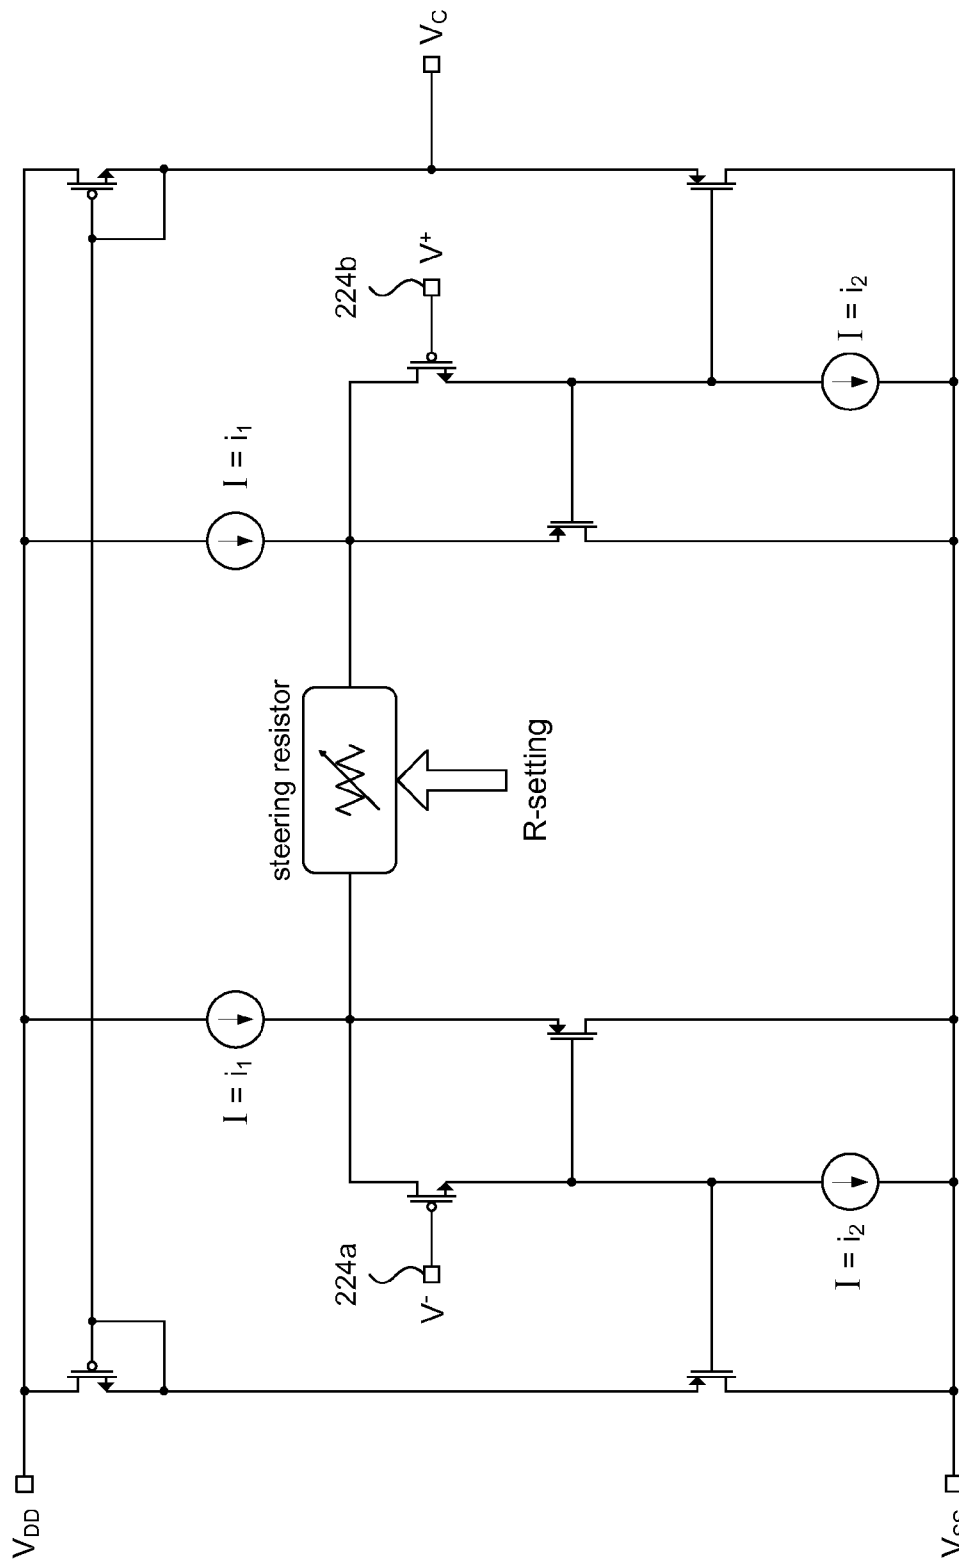 V_DD
I = i₁
I = i₁
steering resistor
224a
224b
V⁻
V⁺
V_C
R-setting
I = i₂
I = i₂